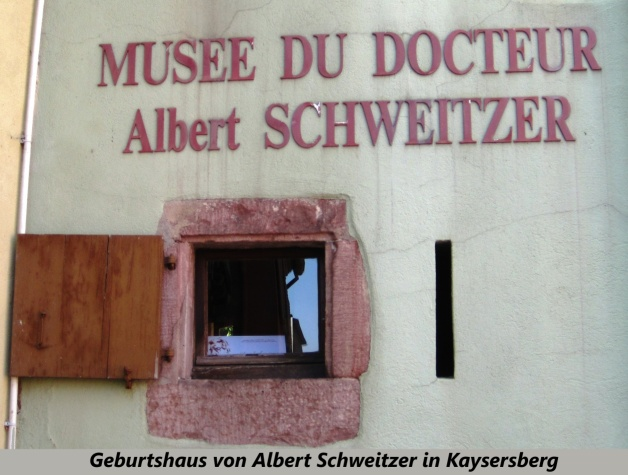 MUSEE DU DOCTEUR
Albert SCHWEITZER
Geburtshaus von Albert Schweitzer in Kaysersberg